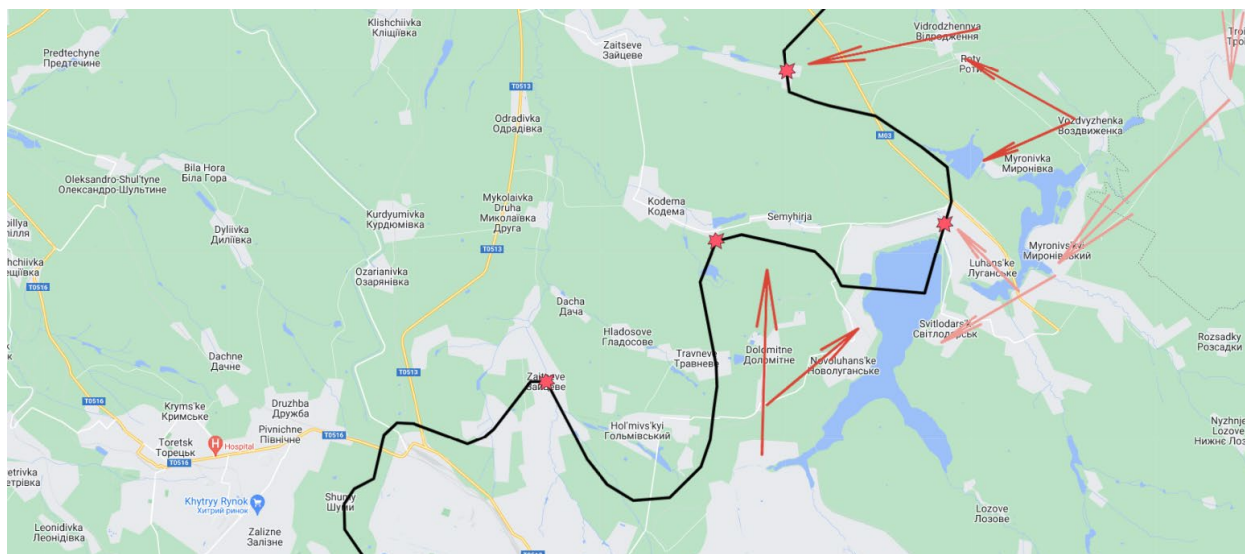 Klishchiivka
Кліщіївка
Predtechyne
Предтечине
Zaitseve
Зайцеве
Vidrodzhennya
Відродження
Roty
Роти
T0513
Odradivka
Одрадівка
M03
Vozdvyzhenka
Воздвиженка
Myronivka
Миронівка
Bila Hora
Біла Гора
Oleksandro-Shul'tyne
Олександро-Шультине
Kodema
Кодема
Semyhirja
Mykolaivka
Druha
Миколаївка
Друга
Kurdyumivka
Курдюмівка
Dyliivka
Диліївка
T0513
Myronivs'kyi
Миронівський
Luhans'ke
Луганське
Ozarianivka
Озарянівка
T0516
Dacha
Дача
Svitlodars'k
Світлодарськ
Hladosove
Гладосове
Rozsadky
Розсадки
Dachne
Дачне
Travneve
Травневе
Dolomitne
Доломітне
Novoluhans'ke
Новолуганське
T0513
Zaitseve
Зайцеве
T0516
Kryms'ke
Кримське
Druzhba
Дружба
Hol'mivs'kyi
Гольмівський
Pivnichne
Північне
T0516
Toretsk
Торецьк
Hospital
T0516
Shumy
Шуми
Khytryy Rynok
Хитрий ринок
Leonidivka
Леонідівка
Zalizne
Залізне
Lozove
Лозове